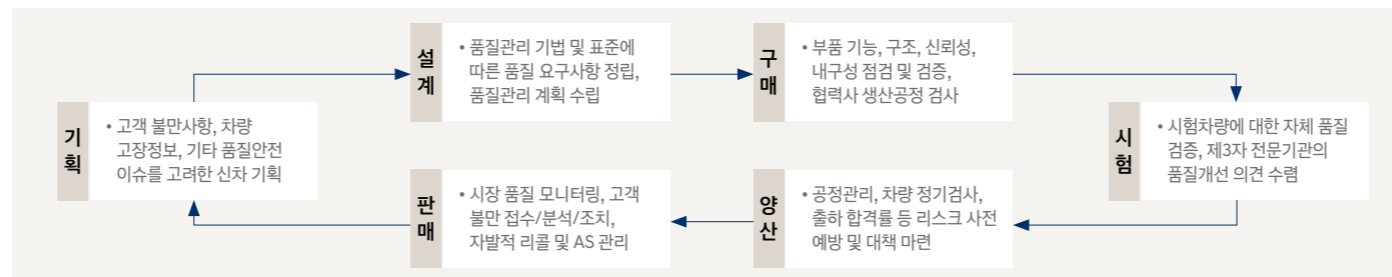 기획
• 고객 불만사항, 차량
고장정보, 기타 품질안전
이슈를 고려한 신차 기획
설계
• 품질관리 기법 및 표준에
따른 품질 요구사항 정립,
품질관리 계획 수립
구매
• 부품 기능, 구조, 신뢰성,
내구성 점검 및 검증,
협력사 생산공정 검사
시험
• 시험차량에 대한 자체 품질
검증, 제3자 전문기관의
품질개선 의견 수렴
양산
• 공정관리, 차량 정기검사,
출하 합격률 등 리스크 사전
예방 및 대책 마련
판매
• 시장 품질 모니터링, 고객
불만 접수/분석/조치,
자발적 리콜 및 AS 관리